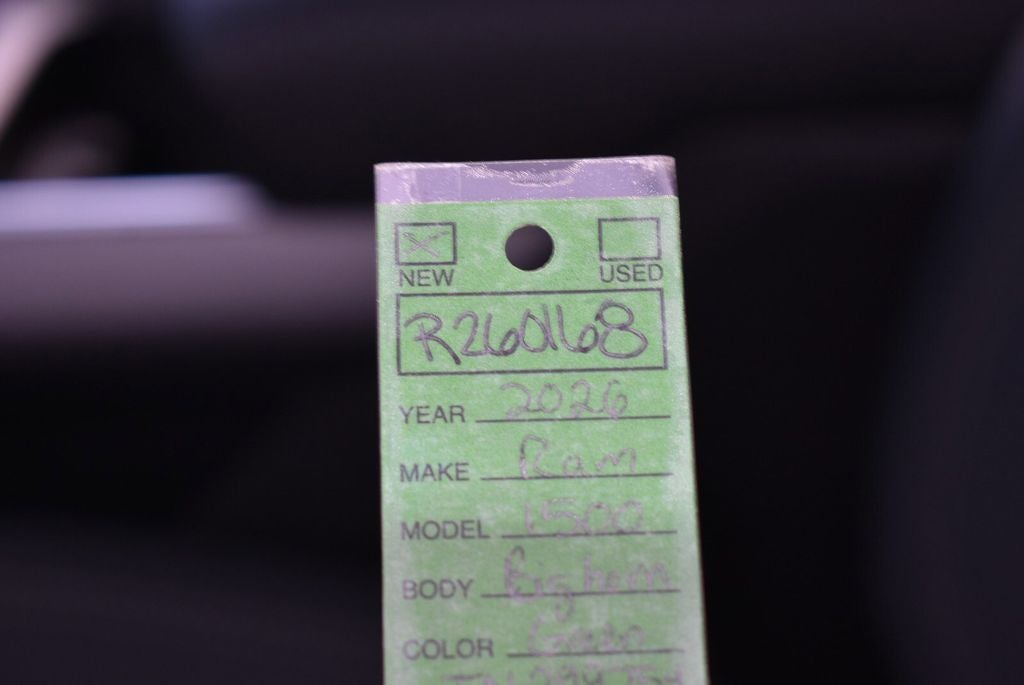 NEW USED
R260168
YEAR 2026
MAKE Ram
MODEL 1500
BODY Bighorn
COLOR